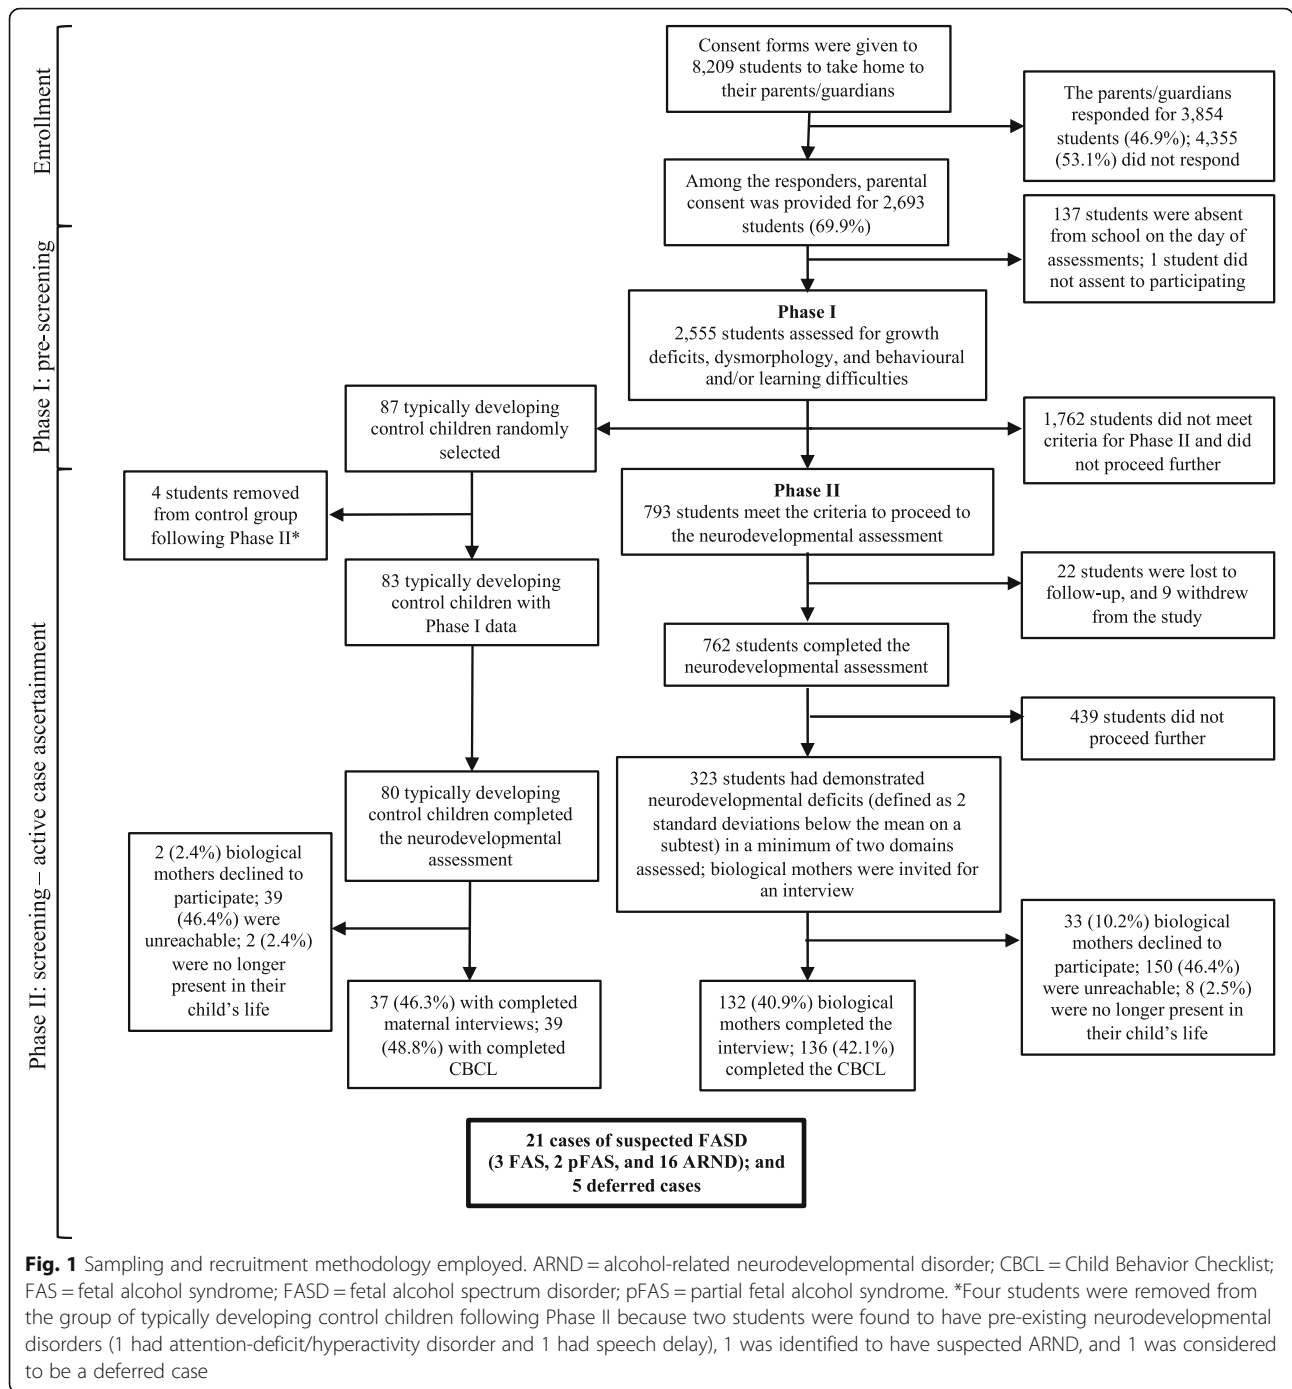 Enrollment
Consent forms were given to
8,209 students to take home to
their parents/guardians
The parents/guardians
responded for 3,854
students (46.9%); 4,355
(53.1%) did not respond
Among the responders, parental
consent was provided for 2,693
students (69.9%)
137 students were absent
from school on the day of
assessments; 1 student did
not assent to participating
Phase I: pre-screening
Phase I
2,555 students assessed for growth
deficits, dysmorphology, and behavioural
and/or learning difficulties
87 typically developing
control children randomly
selected
1,762 students did not meet
criteria for Phase II and did
not proceed further
Phase II: screening – active case ascertainment
4 students removed
from control group
following Phase II*
Phase II
793 students meet the criteria to proceed to
the neurodevelopmental assessment
83 typically developing
control children with
Phase I data
22 students were lost to
follow-up, and 9 withdrew
from the study
762 students completed the
neurodevelopmental assessment
439 students did not
proceed further
80 typically developing
control children completed
the neurodevelopmental
assessment
323 students had demonstrated
neurodevelopmental deficits (defined as 2
standard deviations below the mean on a
subtest) in a minimum of two domains
assessed; biological mothers were invited for
an interview
2 (2.4%) biological
mothers declined to
participate; 39
(46.4%) were
unreachable; 2 (2.4%)
were no longer
present in their
child's life
33 (10.2%) biological
mothers declined to
participate; 150 (46.4%)
were unreachable; 8 (2.5%)
were no longer present in
their child's life
37 (46.3%) with completed
maternal interviews; 39
(48.8%) with completed
CBCL
132 (40.9%) biological
mothers completed the
interview; 136 (42.1%)
completed the CBCL
21 cases of suspected FASD
(3 FAS, 2 pFAS, and 16 ARND); and
5 deferred cases
Fig. 1 Sampling and recruitment methodology employed. ARND = alcohol-related neurodevelopmental disorder; CBCL = Child Behavior Checklist;
FAS = fetal alcohol syndrome; FASD = fetal alcohol spectrum disorder; pFAS = partial fetal alcohol syndrome. *Four students were removed from
the group of typically developing control children following Phase II because two students were found to have pre-existing neurodevelopmental
disorders (1 had attention-deficit/hyperactivity disorder and 1 had speech delay), 1 was identified to have suspected ARND, and 1 was considered
to be a deferred case